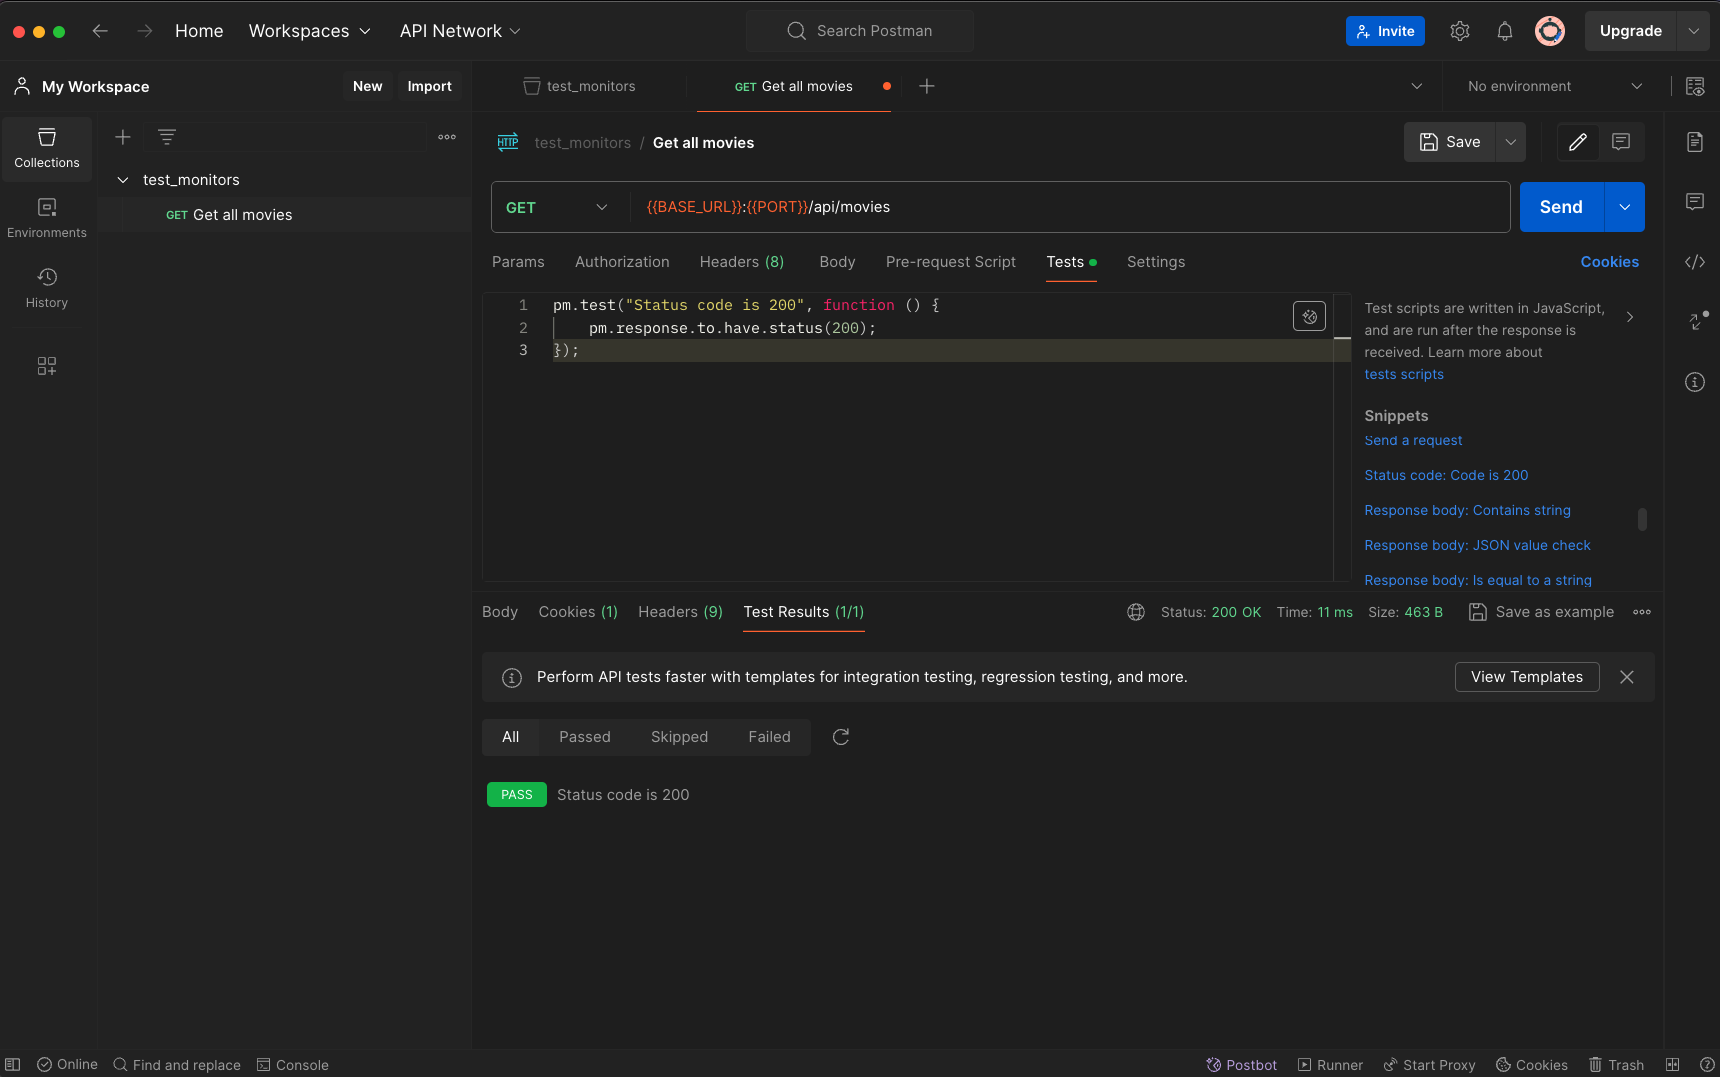 Home Workspaces API Network Search Postman Invite Upgrade
My Workspace New Import test_monitors GET Get all movies No environment
Collections
Environments
History
test_monitors
GET Get all movies
HTTP test_monitors / Get all movies Save
GET {{BASE_URL}}:{{PORT}}/api/movies Send
Params Authorization Headers (8) Body Pre-request Script Tests Settings Cookies
1 pm.test("Status code is 200", function () {
2 pm.response.to.have.status(200);
3 });
Test scripts are written in JavaScript,
and are run after the response is
received. Learn more about
tests scripts
Snippets
Send a request
Status code: Code is 200
Response body: Contains string
Response body: JSON value check
Response body: Is equal to a string
Body Cookies (1) Headers (9) Test Results (1/1) Status: 200 OK Time: 11 ms Size: 463 B Save as example
Perform API tests faster with templates for integration testing, regression testing, and more. View Templates
All Passed Skipped Failed
PASS Status code is 200
Online Find and replace Console Postbot Runner Start Proxy Cookies Trash